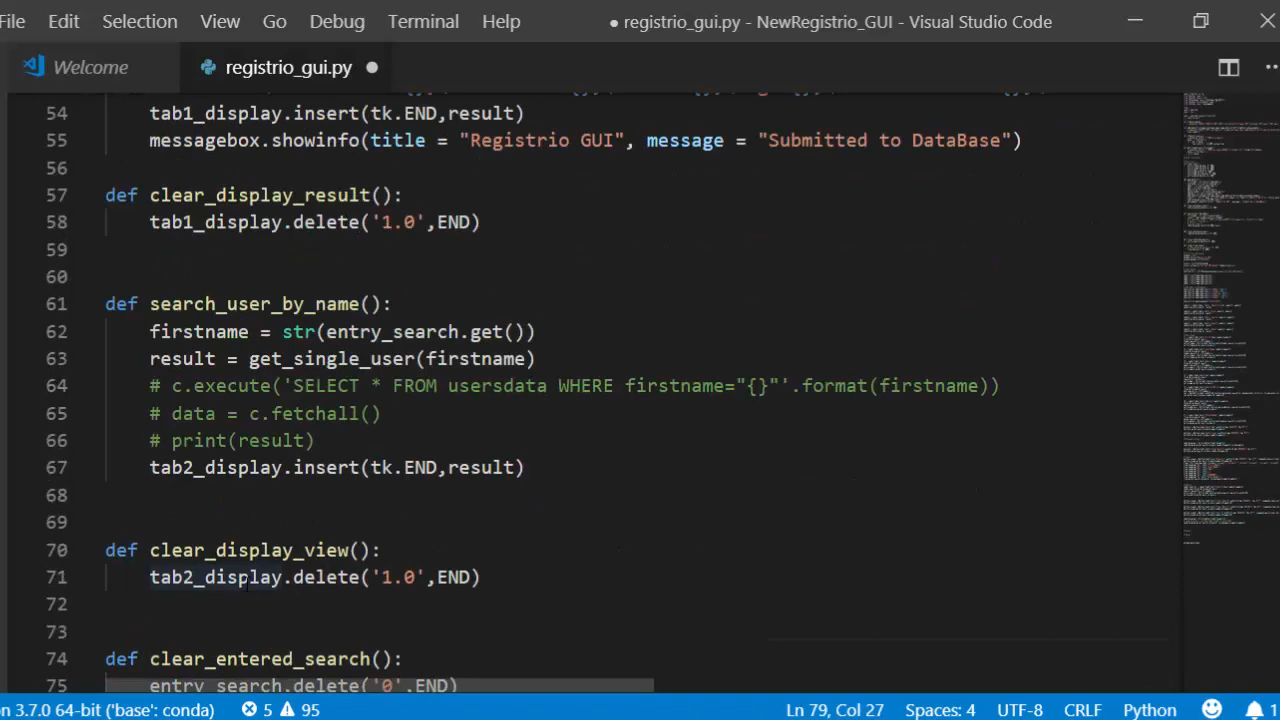 File Edit Selection View Go Debug Terminal Help ● registrio_gui.py - NewRegistrio_GUI - Visual Studio Code
Welcome registrio_gui.py
54 tab1_display.insert(tk.END,result)
55 messagebox.showinfo(title = "Registrio GUI", message = "Submitted to DataBase")
56
57 def clear_display_result():
58 tab1_display.delete('1.0',END)
59
60
61 def search_user_by_name():
62 firstname = str(entry_search.get())
63 result = get_single_user(firstname)
64 # c.execute('SELECT * FROM usersdata WHERE firstname="{}"'.format(firstname))
65 # data = c.fetchall()
66 # print(result)
67 tab2_display.insert(tk.END,result)
68
69
70 def clear_display_view():
71 tab2_display.delete('1.0',END)
72
73
74 def clear_entered_search():
75 entry_search.delete('0',END)
n 3.7.0 64-bit ('base': conda) 5 95 Ln 79, Col 27 Spaces: 4 UTF-8 CRLF Python 1